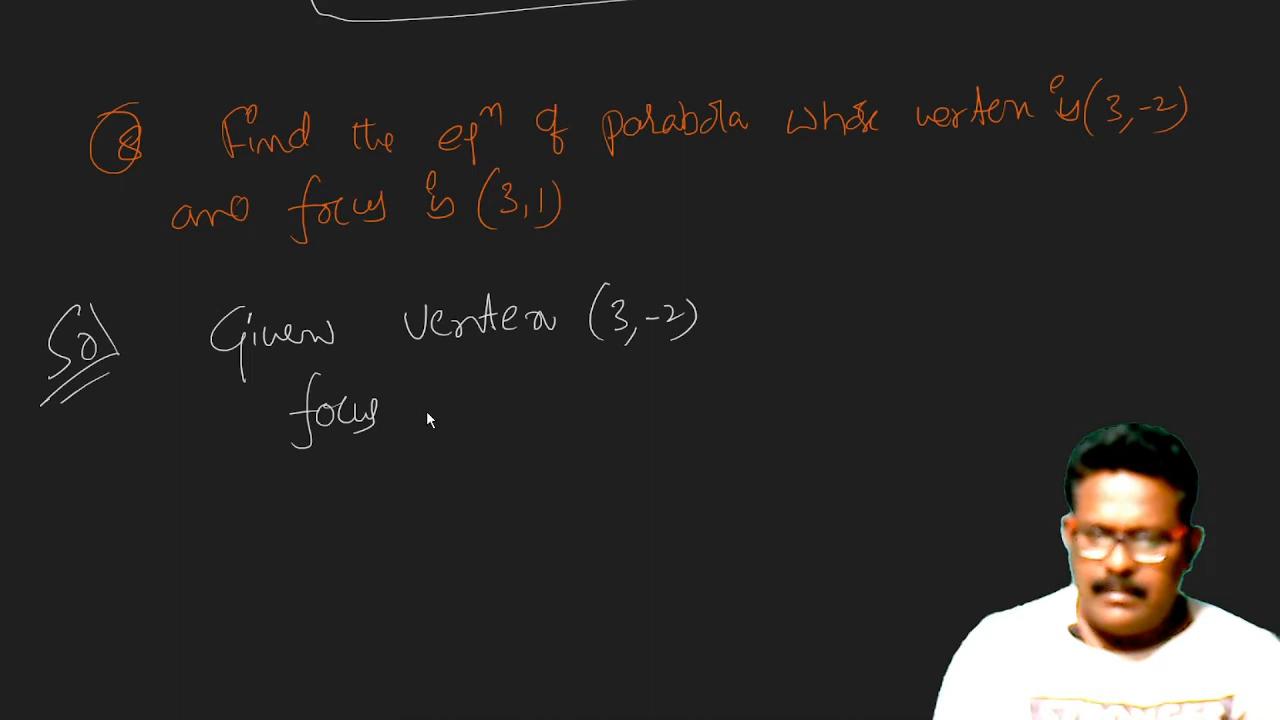 Q Find the eqn of parabola whose vertex is (3,-2)
and focus is (3,1)
Sol Given vertex (3,-2)
focus
STRONGER